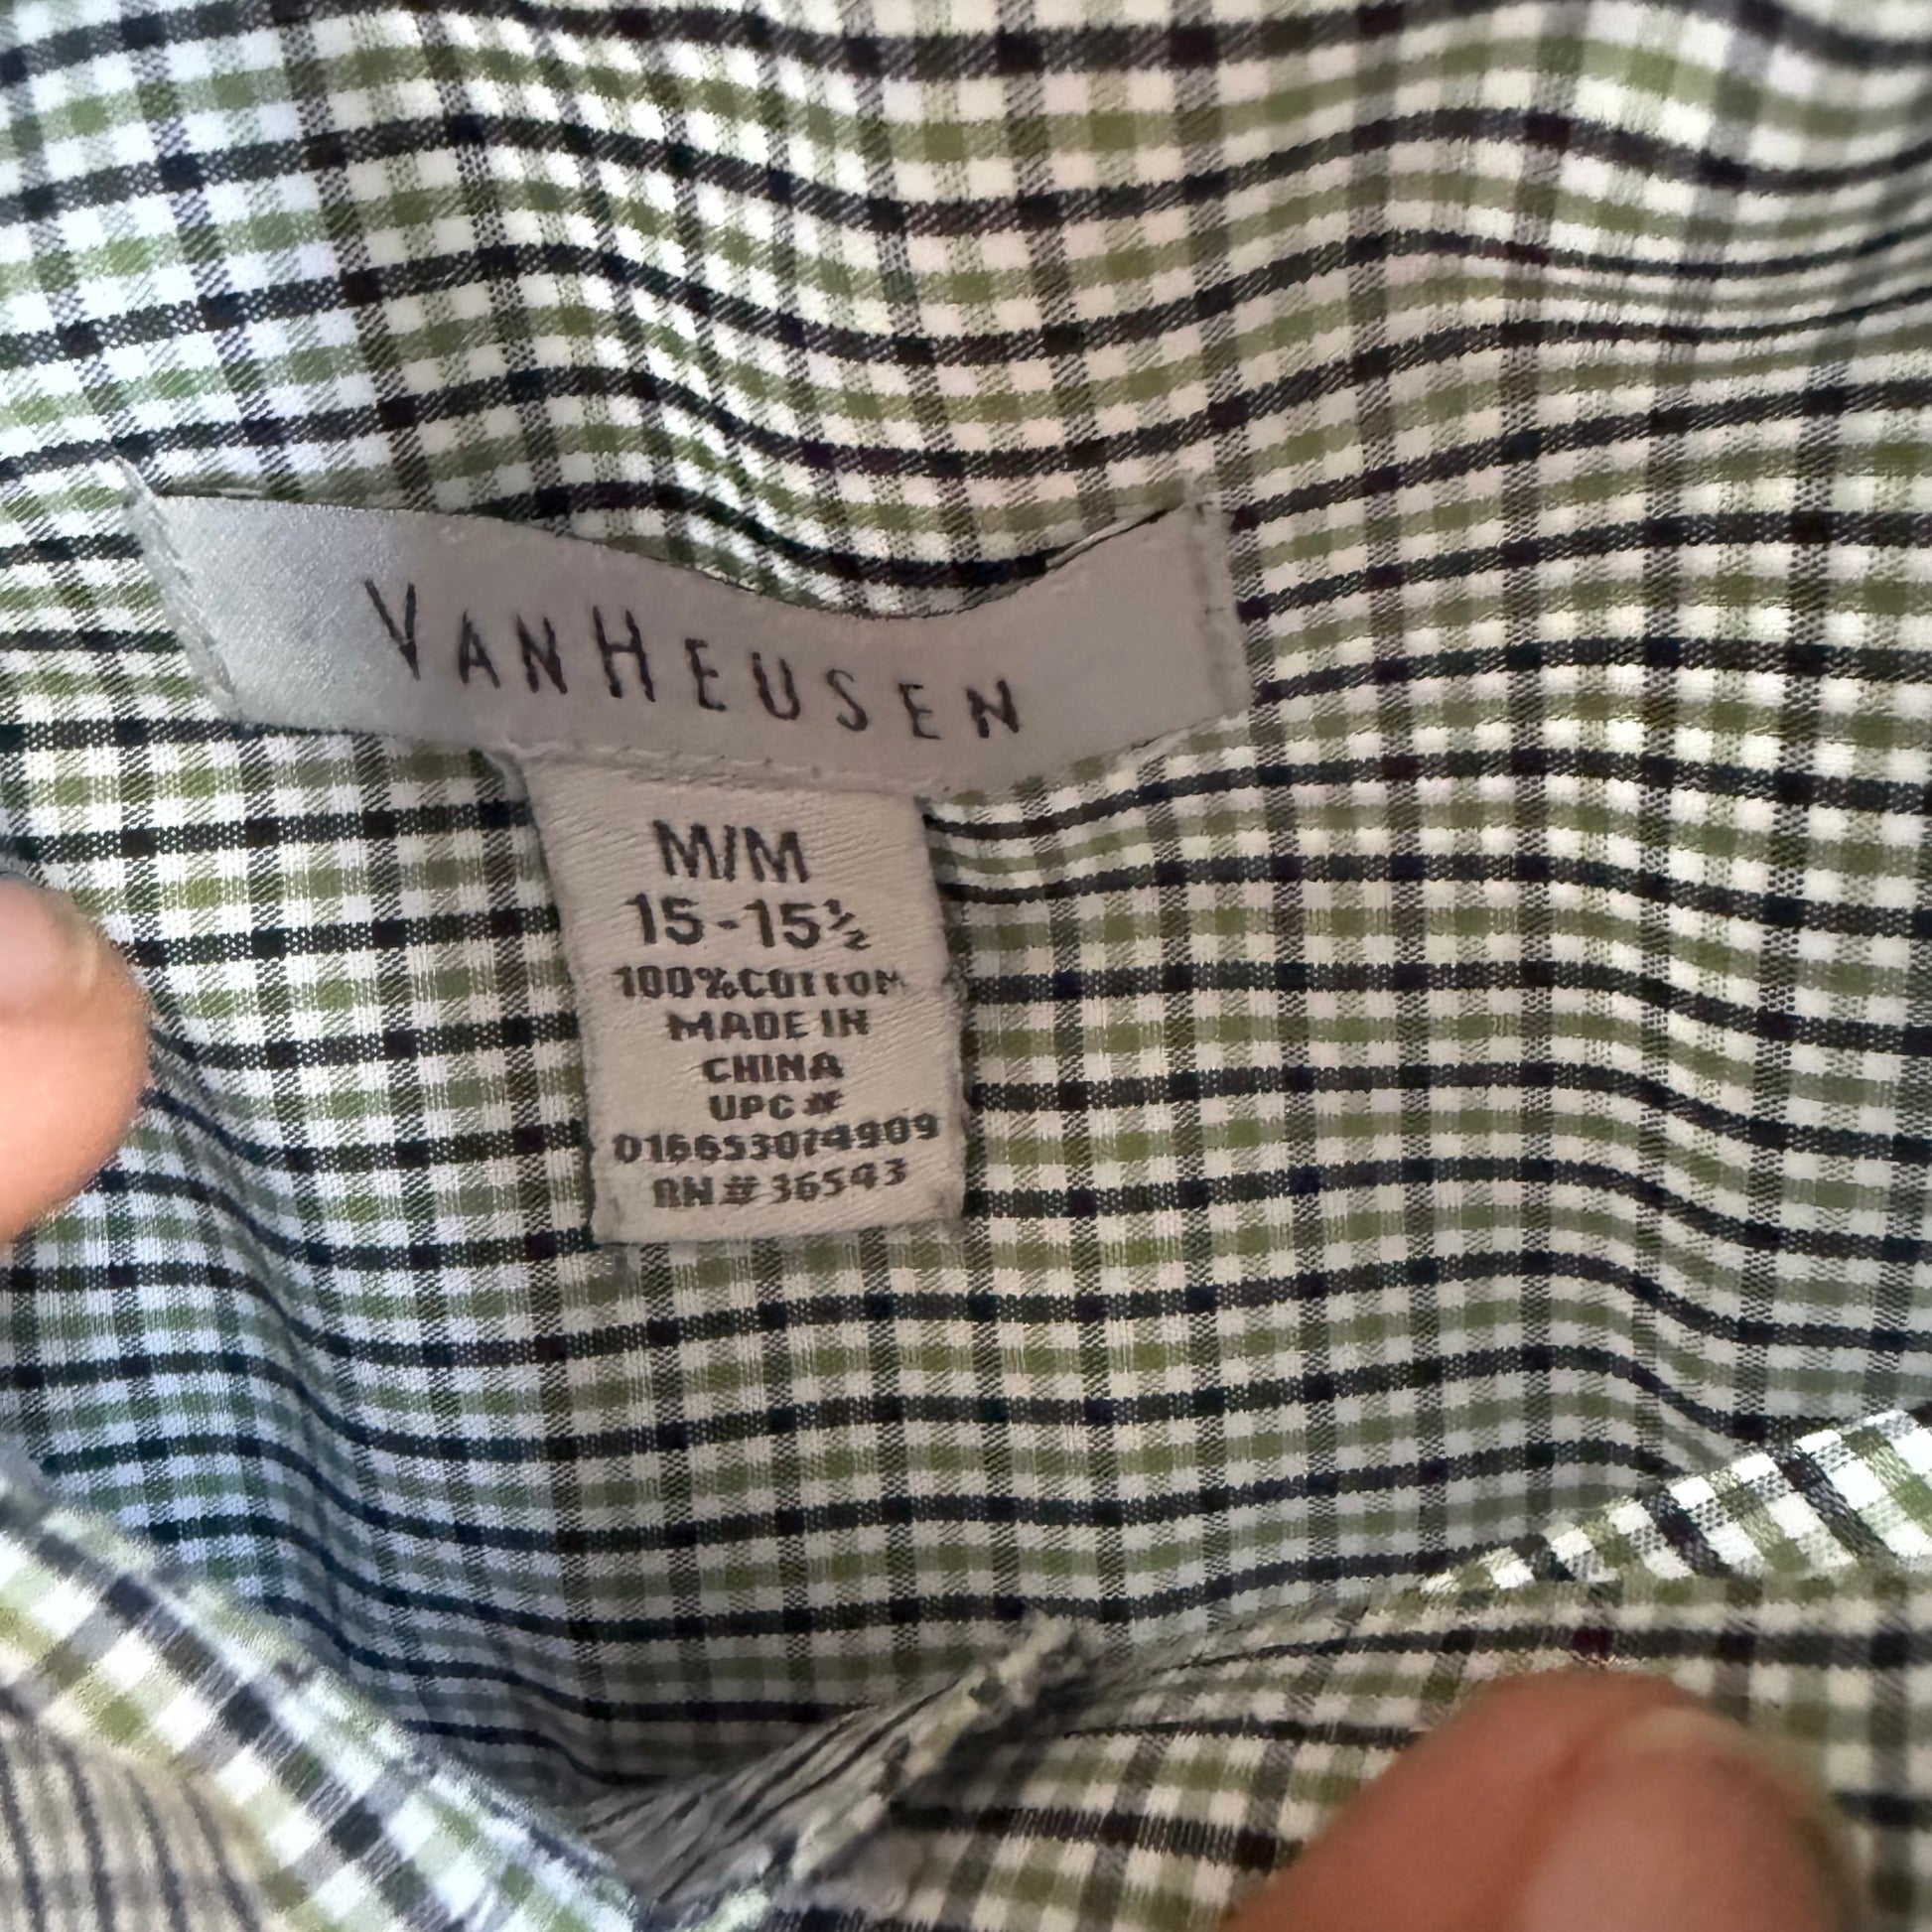 VANHEUSEN
M/M
15-15½
100%COTTON
MADE IN
CHINA
UPC#
016653074909
RN#36543